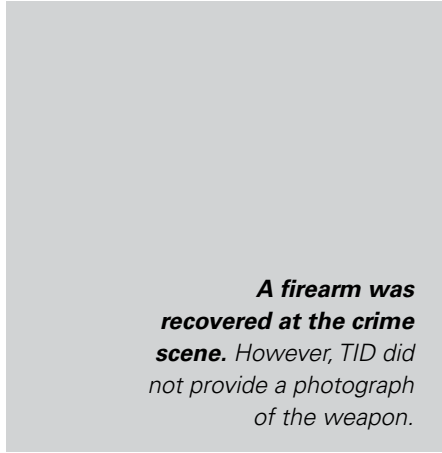 A firearm was
recovered at the crime
scene. However, TID did
not provide a photograph
of the weapon.